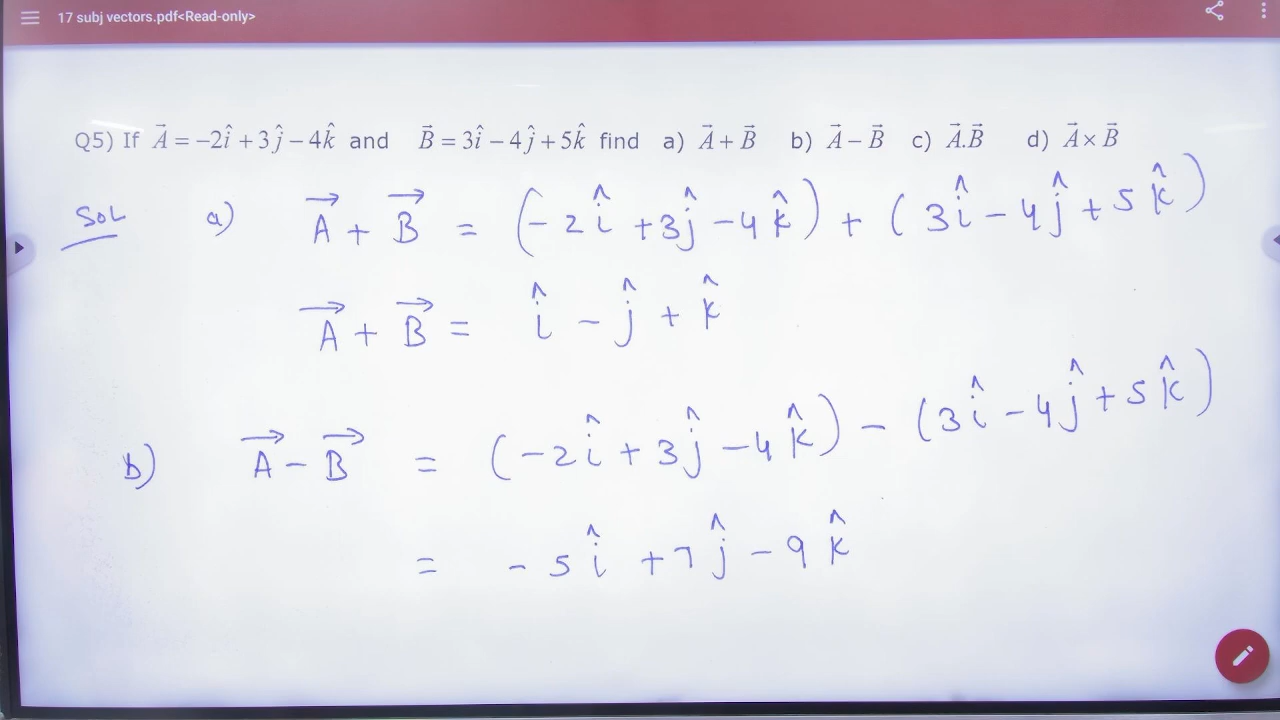 17 subj vectors.pdf<Read-only>
Q5) If A⃗ = −2î + 3ĵ − 4k̂ and B⃗ = 3î − 4ĵ + 5k̂ find a) A⃗ + B⃗ b) A⃗ − B⃗ c) A⃗.B⃗ d) A⃗ × B⃗
Sol a) A⃗ + B⃗ = (−2î + 3ĵ − 4k̂) + (3î − 4ĵ + 5k̂)
A⃗ + B⃗ = î − ĵ + k̂
b) A⃗ − B⃗ = (−2î + 3ĵ − 4k̂) − (3î − 4ĵ + 5k̂)
= −5î + 7ĵ − 9k̂